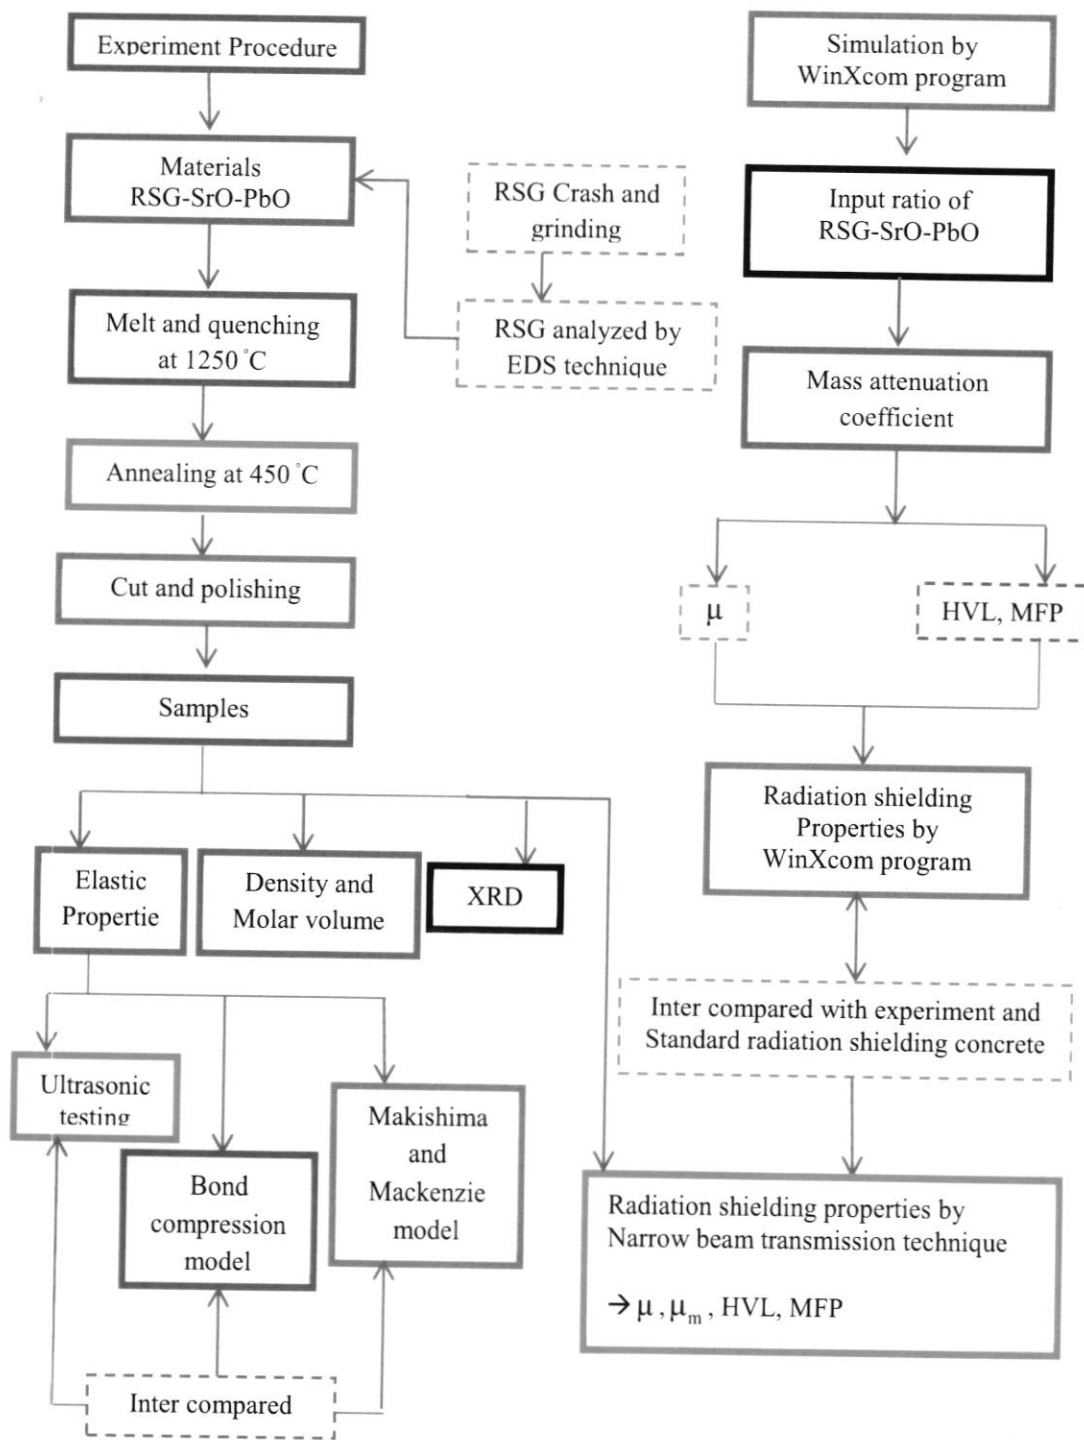 Experiment Procedure
Materials
RSG-SrO-PbO
RSG Crash and
grinding
RSG analyzed by
EDS technique
Melt and quenching
at 1250 °C
Annealing at 450 °C
Cut and polishing
Samples
Elastic
Propertie
Density and
Molar volume
XRD
Ultrasonic
testing
Bond
compression
model
Makishima
and
Mackenzie
model
Inter compared
Simulation by
WinXcom program
Input ratio of
RSG-SrO-PbO
Mass attenuation
coefficient
μ
HVL, MFP
Radiation shielding
Properties by
WinXcom program
Inter compared with experiment and
Standard radiation shielding concrete
Radiation shielding properties by
Narrow beam transmission technique
→ μ , μm , HVL, MFP